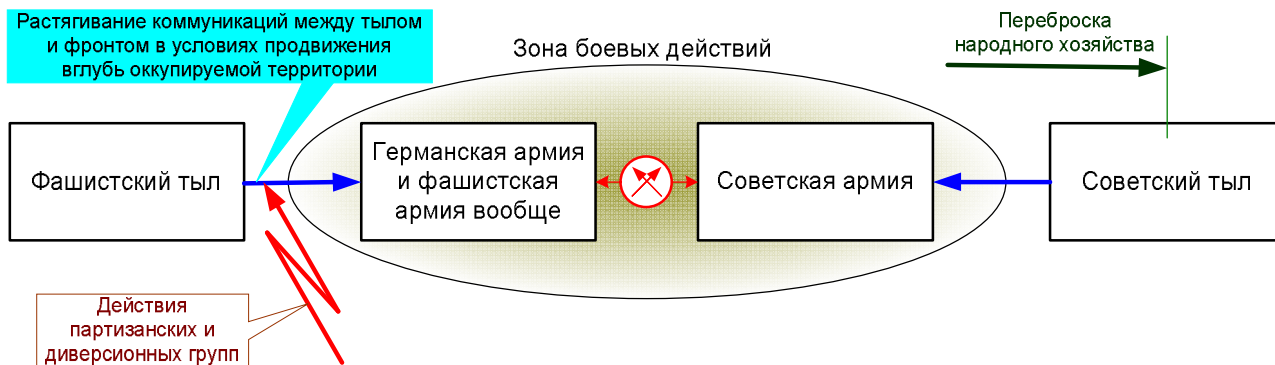 Растягивание коммуникаций между тылом
и фронтом в условиях продвижения
вглубь оккупируемой территории
Зона боевых действий
Переброска
народного хозяйства
Фашистский тыл
Германская армия
и фашистская
армия вообще
Советская армия
Советский тыл
Действия
партизанских и
диверсионных групп